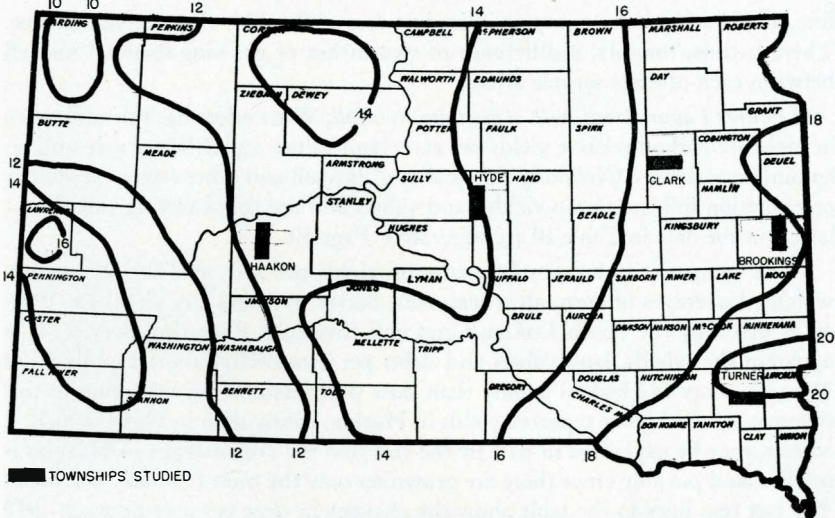 10 10
12
14
16
HARDING
PERKINS
CORSON
CAMPBELL
McPHERSON
BROWN
MARSHALL
ROBERTS
WALWORTH
EDMUNDS
DAY
ZIEBACH
DEWEY
14
GRANT
BUTTE
18
MEADE
POTTER
FAULK
SPINK
CODINGTON
12
ARMSTRONG
DEUEL
14
SULLY
HYDE
CLARK
HAMLIN
LAWRENCE
STANLEY
HUGHES
BEADLE
KINGSBURY
16
HAAKON
BROOKINGS
14
PENNINGTON
LYMAN
BUFFALO
JERAULD
SANBORN
MINER
LAKE
MOODY
JONES
JACKSON
CUSTER
BRULE
AURORA
WASHINGTON
WASHABAUGH
MELLETTE
TRIPP
DAVISON
HANSON
McCOOK
MINNEHAHA
20
FALL RIVER
SHANNON
BENNETT
TODD
GREGORY
DOUGLAS
HUTCHINSON
TURNER
LINCOLN
20
CHARLES MIX
BON HOMME
YANKTON
CLAY
UNION
12
12
14
16
18
TOWNSHIPS STUDIED